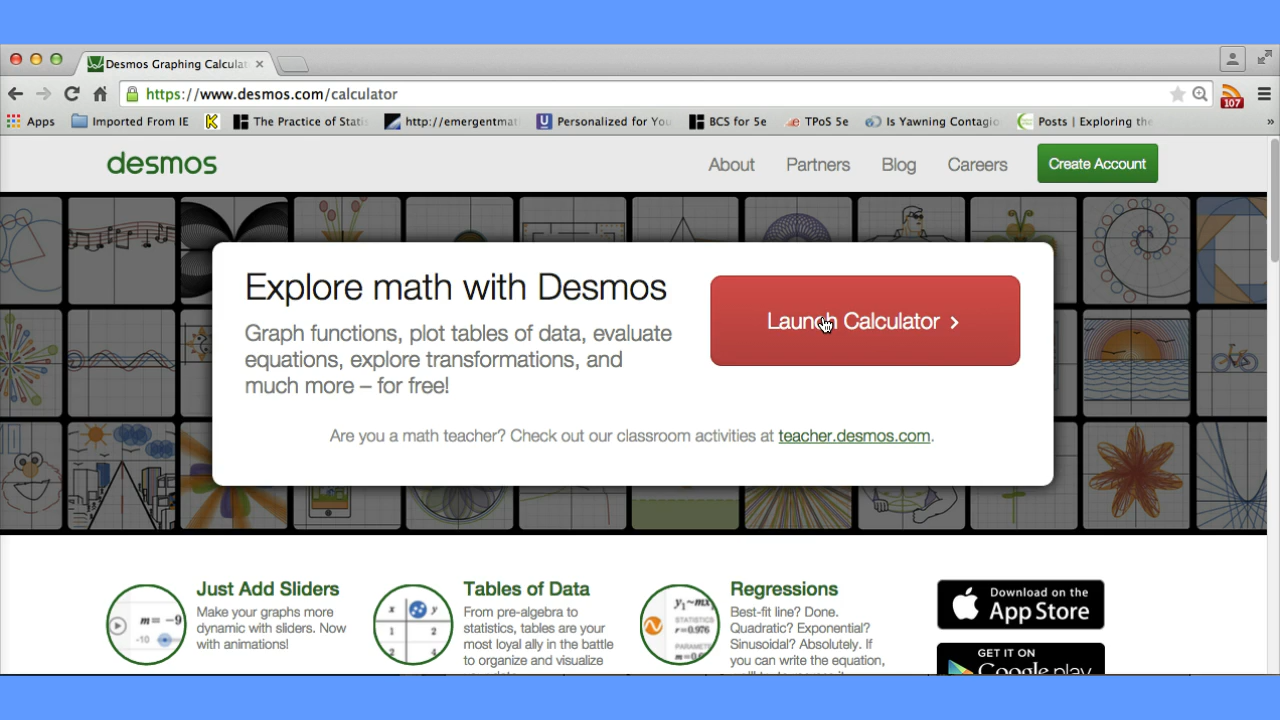 Desmos Graphing Calculat
https://www.desmos.com/calculator
107
Apps Imported From IE The Practice of Statis http://emergentmat Personalized for You BCS for 5e TPoS 5e Is Yawning Contagio Posts | Exploring the »
desmos
About Partners Blog Careers Create Account
Explore math with Desmos
Graph functions, plot tables of data, evaluate
equations, explore transformations, and
much more – for free!
Launch Calculator ›
Are you a math teacher? Check out our classroom activities at teacher.desmos.com.
m = -9
-10
Just Add Sliders
Make your graphs more
dynamic with sliders. Now
with animations!
x y
1 2
2 4
Tables of Data
From pre-algebra to
statistics, tables are your
most loyal ally in the battle
to organize and visualize
y₁~mx₁
STATISTICS
r=0.976
Regressions
Best-fit line? Done.
Quadratic? Exponential?
Sinusoidal? Absolutely. If
you can write the equation,
Download on the
App Store
GET IT ON
Google play